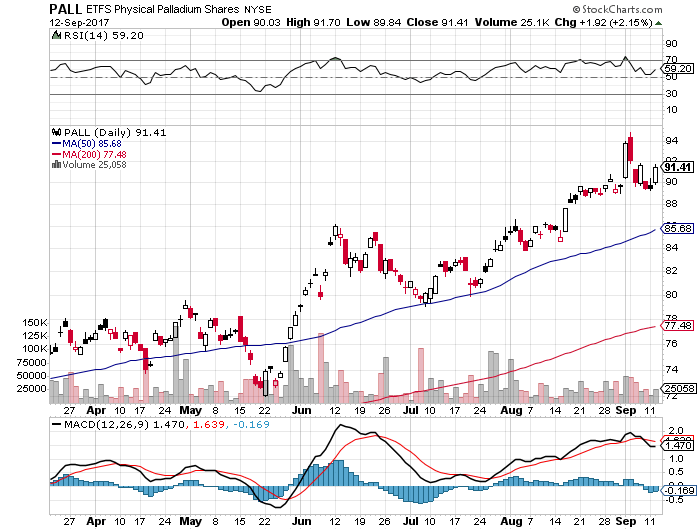 PALL ETFS Physical Palladium Shares NYSE © StockCharts.com
12-Sep-2017 Open 90.03 High 91.70 Low 89.84 Close 91.41 Volume 25.1K Chg +1.92 (+2.15%)
RSI(14) 59.20
90
70
59.20
50
30
10
PALL (Daily) 91.41
MA(50) 85.68
MA(200) 77.48
Volume 25,058
94
92
91.41
90
88
86
85.68
84
82
80
78
77.48
76
74
72
150K
125K
100K
75000
50000
25000
25058
27 Apr 10 17 24 May 8 15 22 Jun 12 19 26 Jul 10 17 24 Aug 7 14 21 28 Sep 11
MACD(12,26,9) 1.470, 1.639, -0.169
2.0
1.639
1.470
1.0
0.5
0.0
-0.169
-0.5
27 Apr 10 17 24 May 8 15 22 Jun 12 19 26 Jul 10 17 24 Aug 7 14 21 28 Sep 11